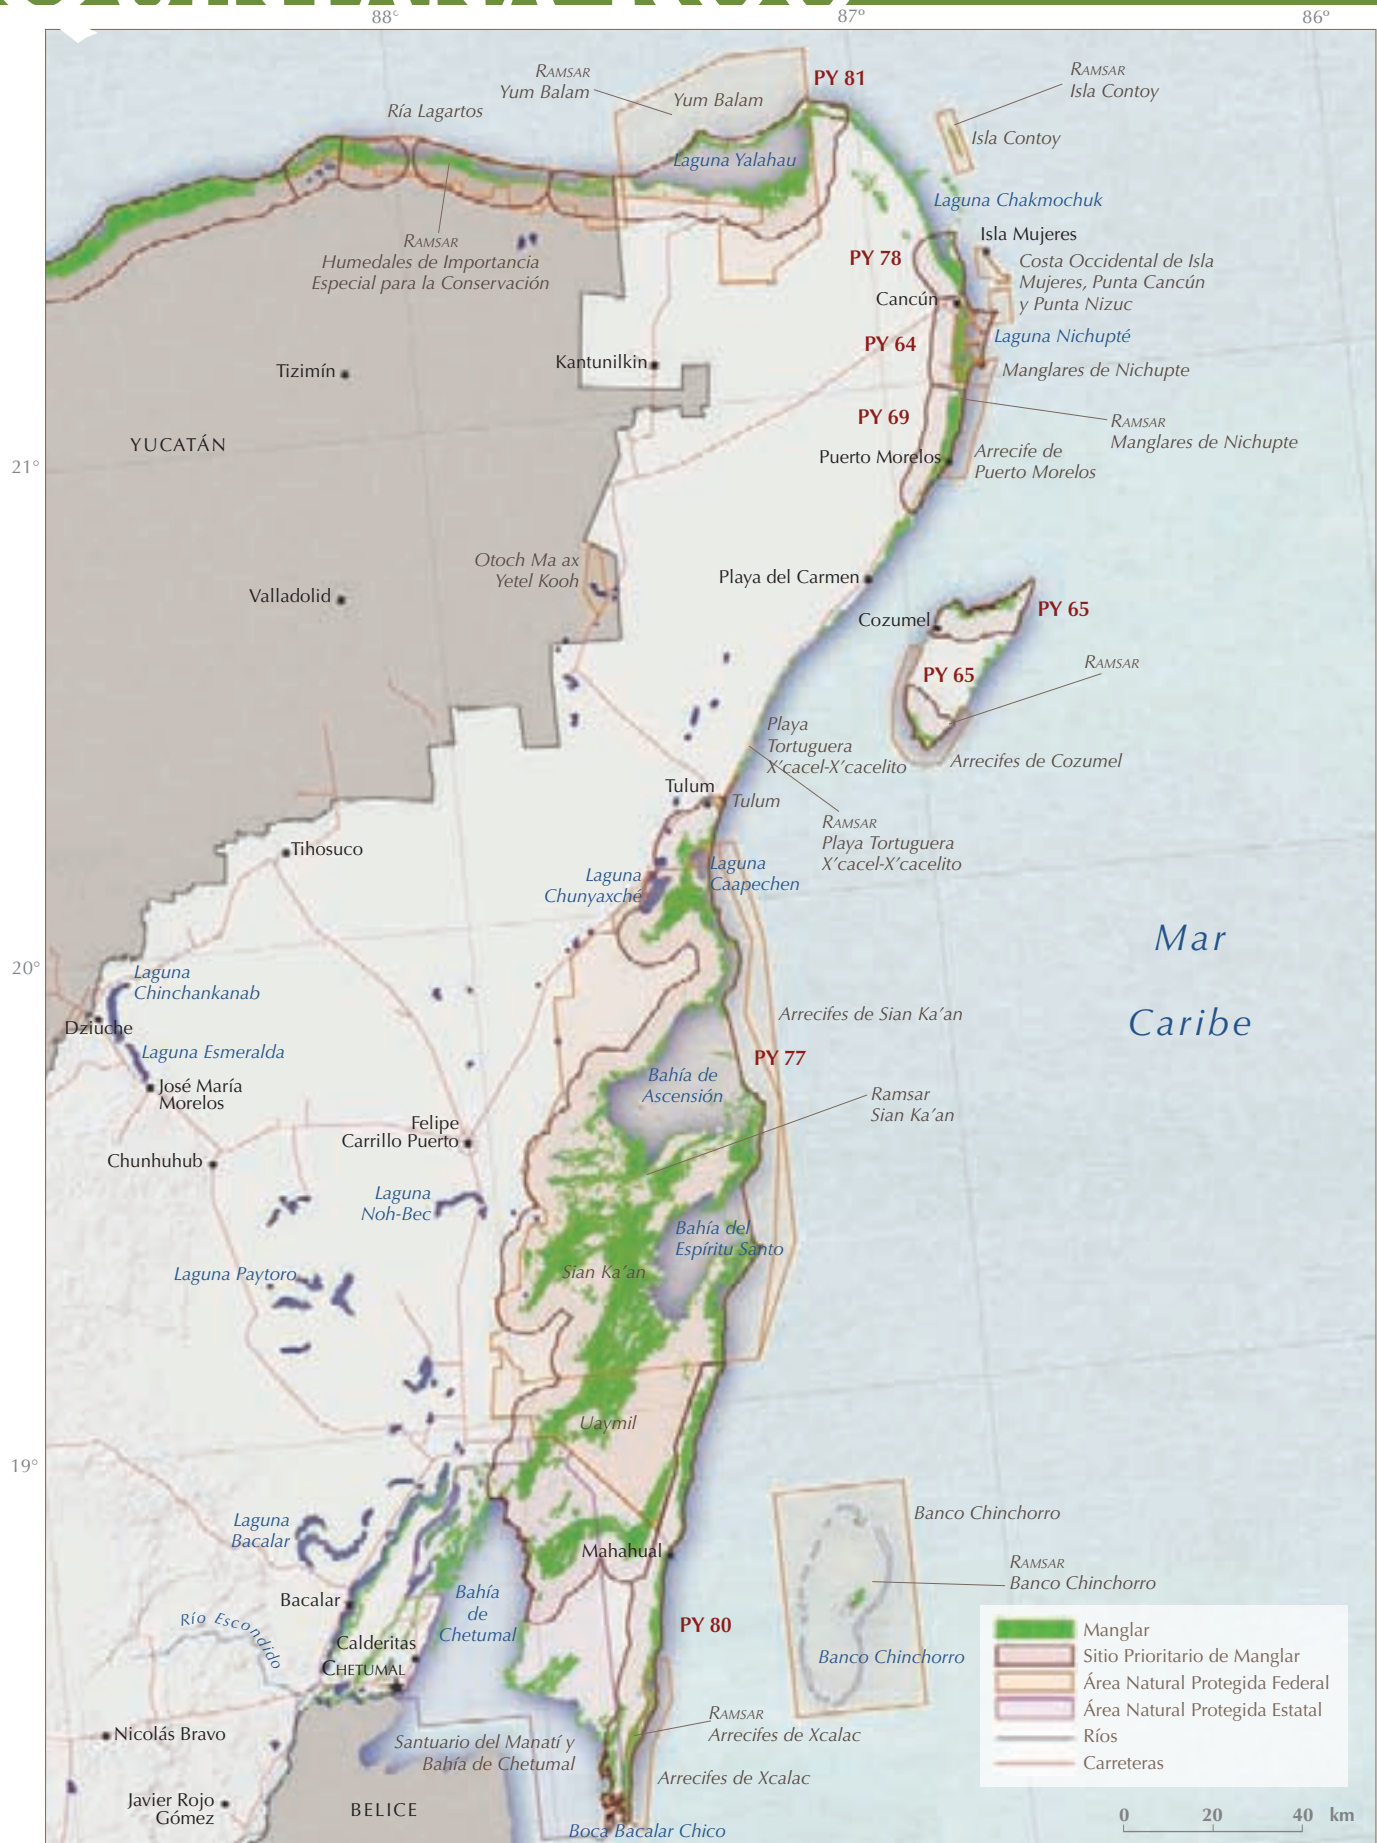 88°
87°
86°
RAMSAR
Yum Balam
Yum Balam
PY 81
RAMSAR
Isla Contoy
Ría Lagartos
Isla Contoy
Laguna Yalahau
Laguna Chakmochuk
RAMSAR
Humedales de Importancia
Especial para la Conservación
Isla Mujeres
PY 78
Costa Occidental de Isla
Mujeres, Punta Cancún
y Punta Nizuc
Cancún
Laguna Nichupté
PY 64
Kantunilkin
Tizimín
Manglares de Nichupte
PY 69
RAMSAR
Manglares de Nichupte
YUCATÁN
21°
Puerto Morelos
Arrecife de
Puerto Morelos
Otoch Ma ax
Yetel Kooh
Playa del Carmen
Valladolid
Cozumel
PY 65
PY 65
RAMSAR
Playa
Tortuguera
X'cacel-X'cacelito
Arrecifes de Cozumel
Tulum
Tulum
RAMSAR
Playa Tortuguera
X'cacel-X'cacelito
Tihosuco
Laguna
Chunyaxché
Laguna
Caapechen
Mar
Caribe
20°
Laguna
Chinchankanab
Dziuche
Arrecifes de Sian Ka'an
Laguna Esmeralda
PY 77
José María
Morelos
Bahía de
Ascensión
Ramsar
Sian Ka'an
Felipe
Carrillo Puerto
Chunhuhub
Laguna
Noh-Bec
Bahía del
Espíritu Santo
Laguna Paytoro
Sian Ka'an
Uaymil
19°
Laguna
Bacalar
Banco Chinchorro
Mahahual
RAMSAR
Banco Chinchorro
Bacalar
Bahía
de
Chetumal
Río Escondido
PY 80
Calderitas
CHETUMAL
Banco Chinchorro
Manglar
Sitio Prioritario de Manglar
Área Natural Protegida Federal
Área Natural Protegida Estatal
Ríos
Carreteras
Nicolás Bravo
Santuario del Manatí y
Bahía de Chetumal
RAMSAR
Arrecifes de Xcalac
Arrecifes de Xcalac
Javier Rojo
Gómez
BELICE
Boca Bacalar Chico
0 20 40 km